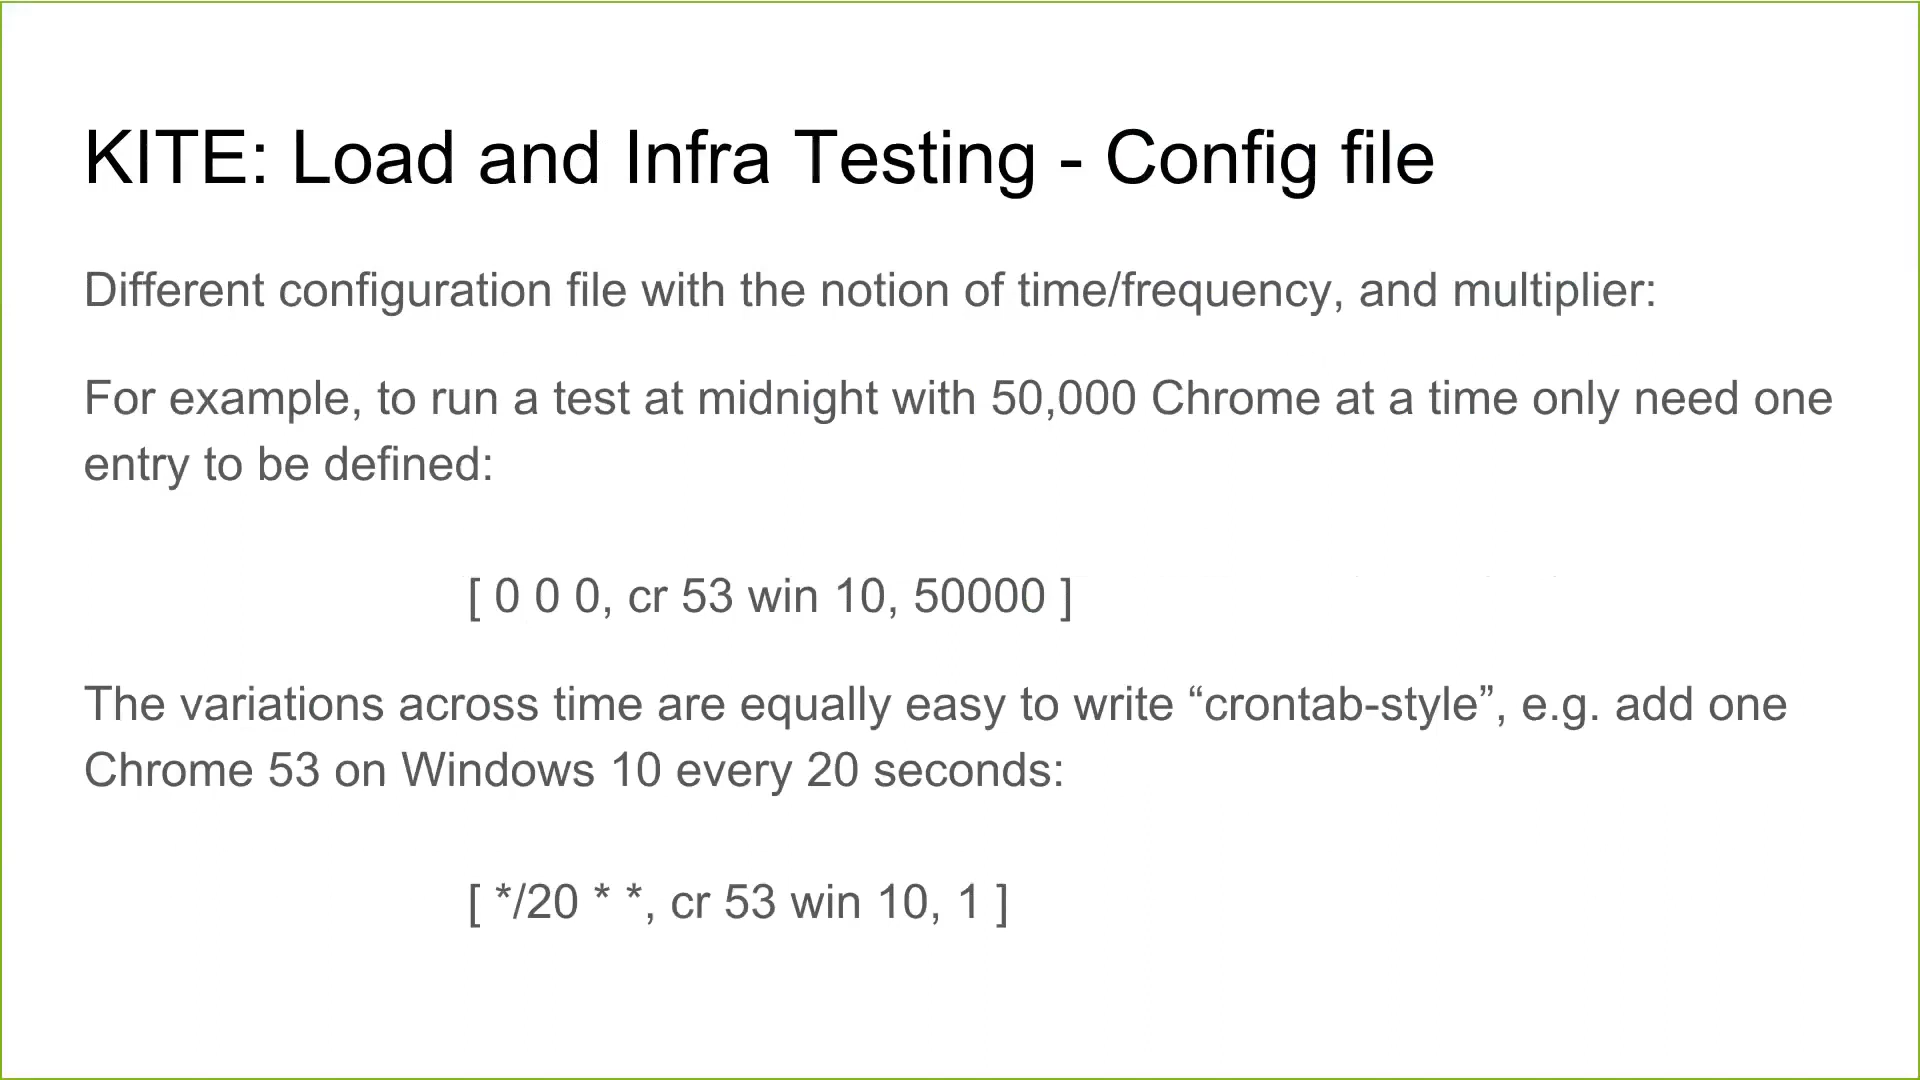 KITE: Load and Infra Testing - Config file
Different configuration file with the notion of time/frequency, and multiplier:
For example, to run a test at midnight with 50,000 Chrome at a time only need one
entry to be defined:
[ 0 0 0, cr 53 win 10, 50000 ]
The variations across time are equally easy to write “crontab-style”, e.g. add one
Chrome 53 on Windows 10 every 20 seconds:
[ */20 * *, cr 53 win 10, 1 ]